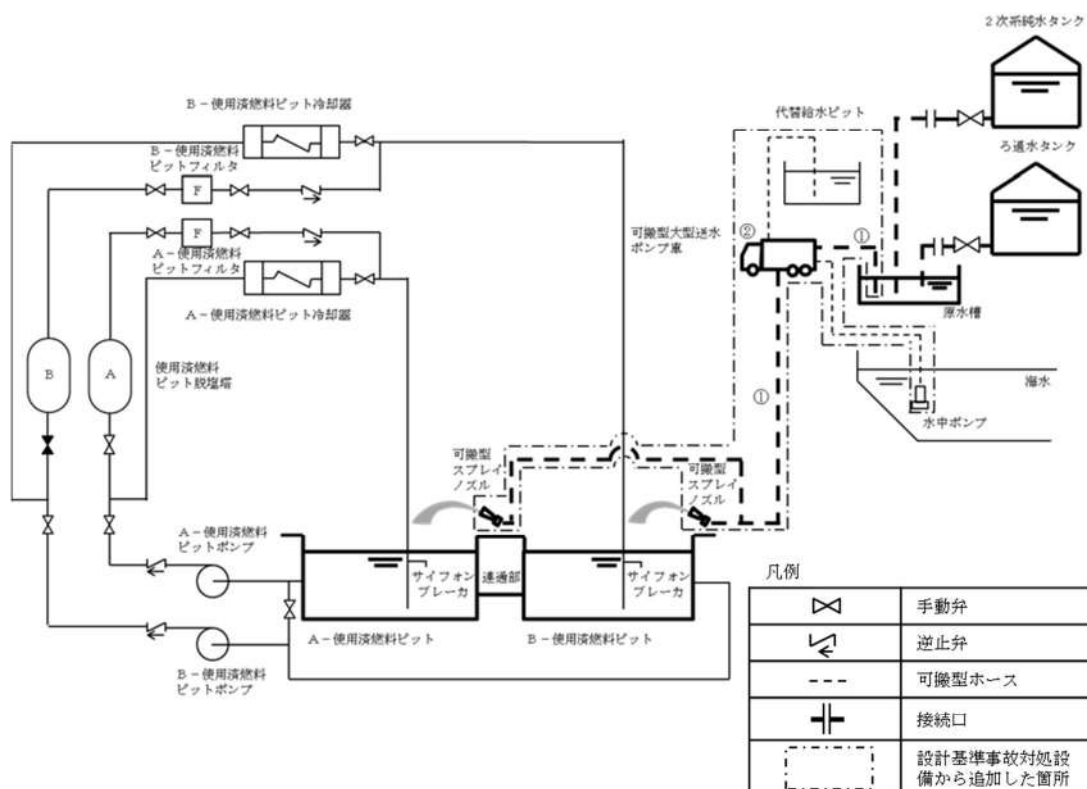 2次系純水タンク
B-使用済燃料ピット冷却器
代替給水ピット
B-使用済燃料
ピットフィルタ
F
ろ過水タンク
F
A-使用済燃料
ピットフィルタ
可搬型大型送水
ポンプ車
②
①
A-使用済燃料ピット冷却器
原水槽
B
A
使用済燃料
ピット脱塩塔
海水
①
水中ポンプ
可搬型
スプレイ
ノズル
可搬型
スプレイ
ノズル
A-使用済燃料
ピットポンプ
サイフォン
ブレーカ
連通部
サイフォン
ブレーカ
A-使用済燃料ピット
B-使用済燃料ピット
B-使用済燃料
ピットポンプ
凡例
手動弁
逆止弁
可搬型ホース
接続口
設計基準事故対処設
備から追加した箇所